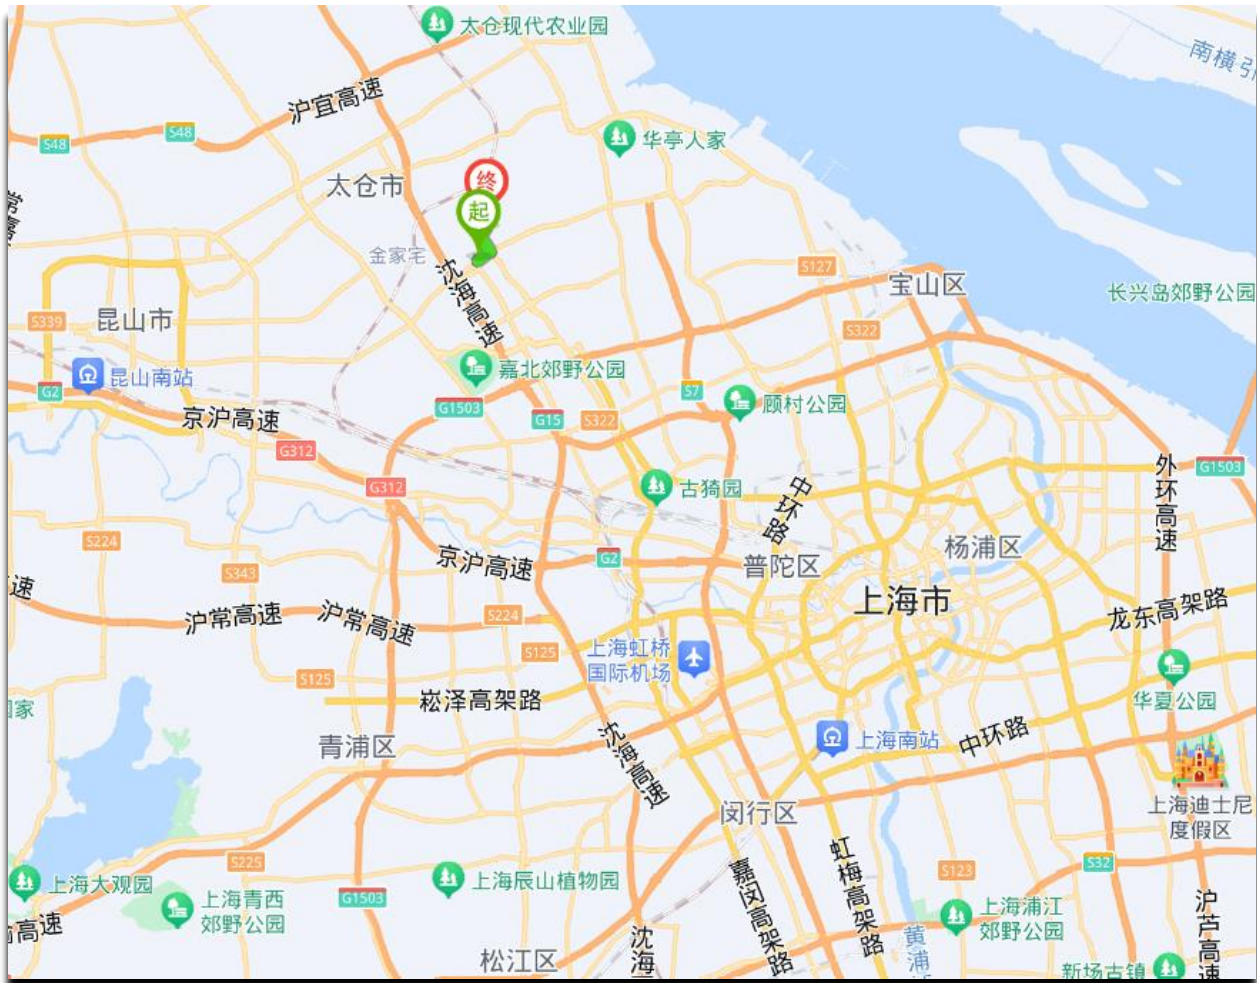 太仓现代农业园
南横引
沪宜高速
S48
S48
华亭人家
太仓市
终
起
金家宅
沈海高速
S127
宝山区
长兴岛郊野公园
S339
昆山市
S322
昆山南站
G2
嘉北郊野公园
S7
顾村公园
京沪高速
G1503
G15
S322
G312
G312
古猗园
中环路
外环高速
G1503
S224
京沪高速
G2
普陀区
杨浦区
S343
速
上海市
沪常高速
沪常高速
S224
龙东高架路
S125
上海虹桥
国际机场
S125
崧泽高架路
华夏公园
国家
青浦区
沈海高速
上海南站
中环路
上海迪士尼
度假区
闵行区
虹梅高架路
S225
S123
S32
上海大观园
上海青西
郊野公园
G1503
上海辰山植物园
嘉闵高架路
上海浦江
郊野公园
沪芦高速
高速
松江区
沈海
黄浦
新场古镇